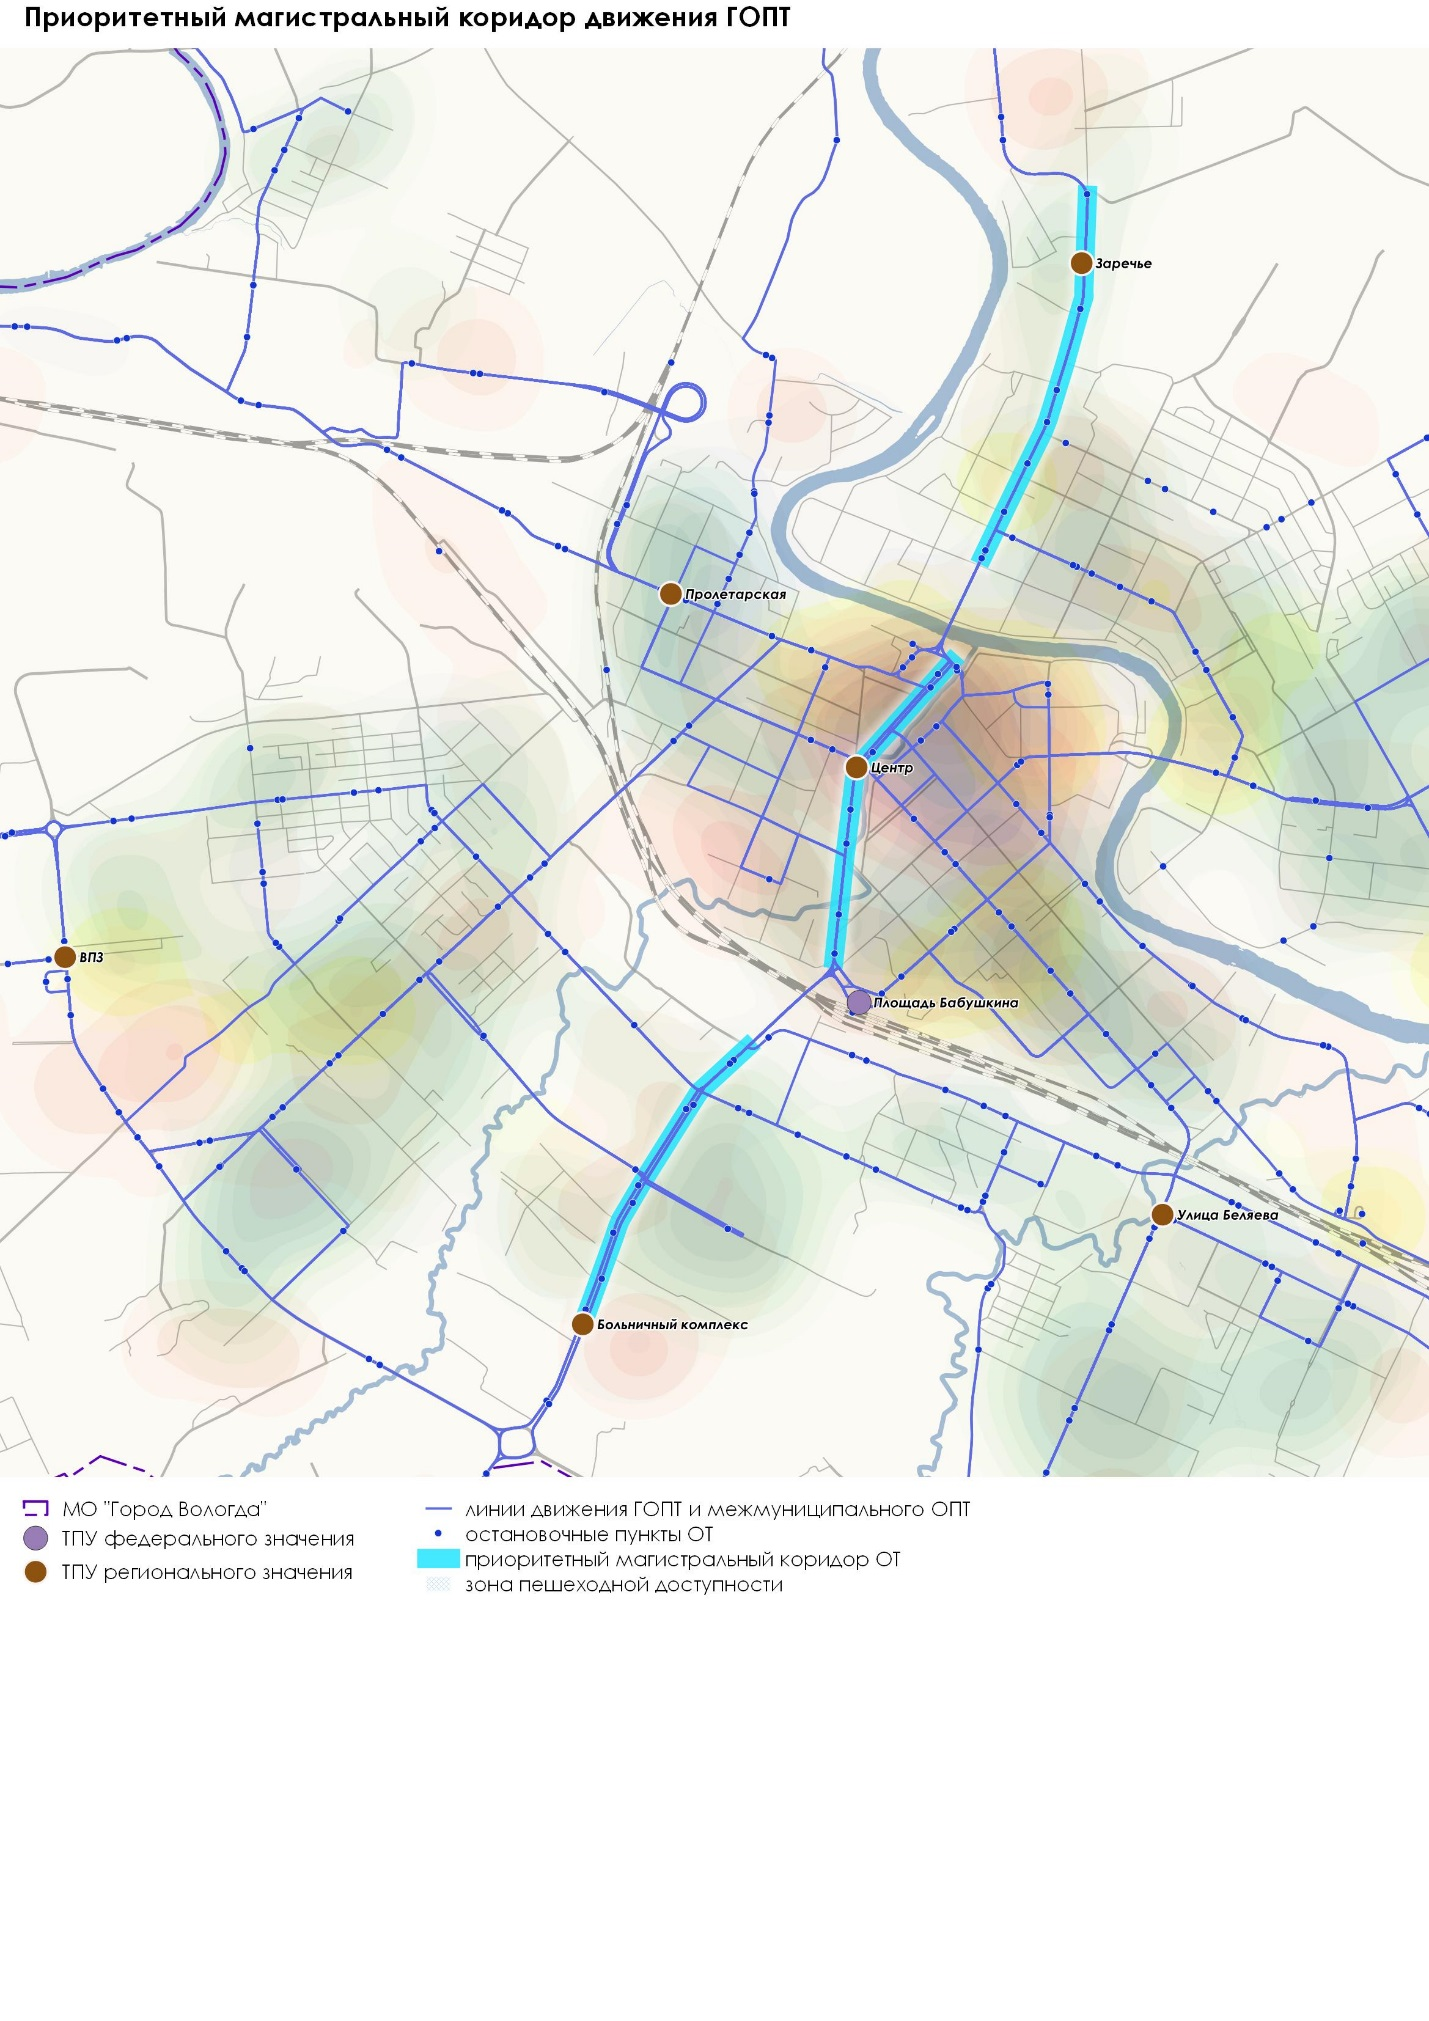 Приоритетный магистральный коридор движения ГОПТ
Заречье
Пролетарская
Центр
ВПЗ
Площадь Бабушкина
Улица Беляева
Больничный комплекс
МО "Город Вологда"
ТПУ федерального значения
ТПУ регионального значения
линии движения ГОПТ и межмуниципального ОПТ
остановочные пункты ОТ
приоритетный магистральный коридор ОТ
зона пешеходной доступности